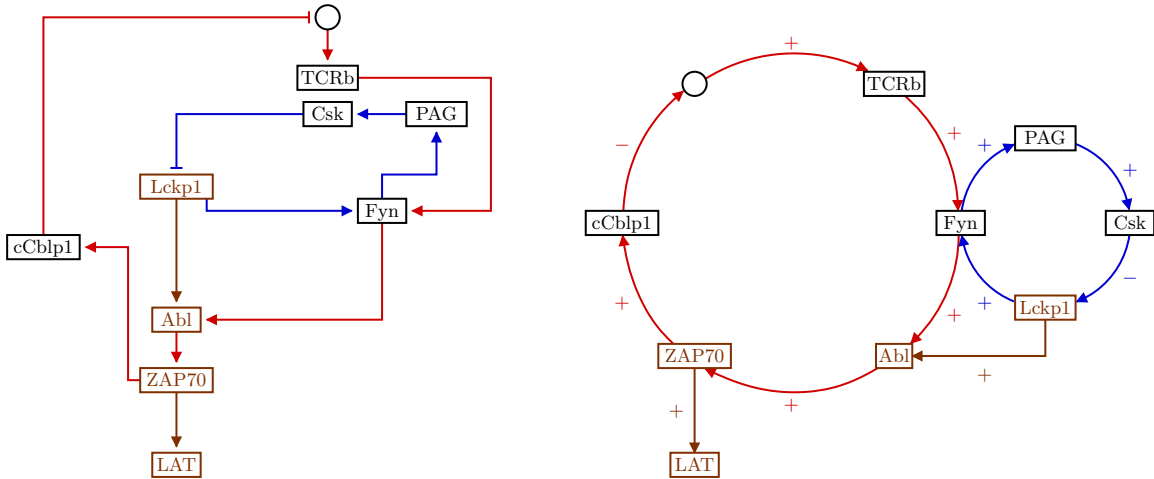 TCRb
Csk
PAG
Lckp1
Fyn
cCblp1
Abl
ZAP70
LAT
+
TCRb
+
PAG
+
+
−
cCblp1
Fyn
Csk
+
+
+
−
Lckp1
ZAP70
Abl
+
+
+
LAT